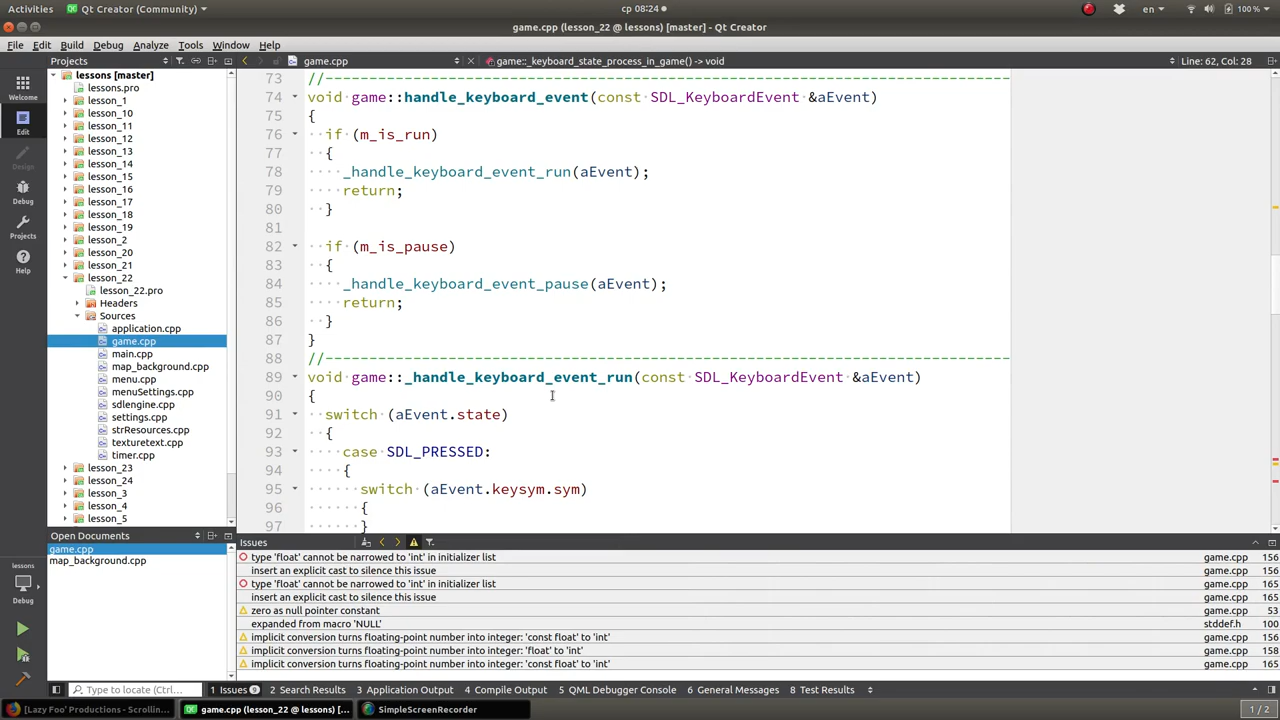 Activities
Qt Creator (Community)
ср 08:24
en
100 %
game.cpp (lesson_22 @ lessons) [master] - Qt Creator
File Edit Build Debug Analyze Tools Window Help
Projects
game.cpp
game::_keyboard_state_process_in_game() -> void
Line: 62, Col: 28
Welcome
Edit
Design
Debug
Projects
Help
lessons
Debug
lessons [master]
lessons.pro
lesson_1
lesson_10
lesson_11
lesson_12
lesson_13
lesson_14
lesson_15
lesson_16
lesson_17
lesson_18
lesson_19
lesson_2
lesson_20
lesson_21
lesson_22
lesson_22.pro
Headers
Sources
application.cpp
game.cpp
main.cpp
map_background.cpp
menu.cpp
menuSettings.cpp
sdlengine.cpp
settings.cpp
strResources.cpp
texturetext.cpp
timer.cpp
lesson_23
lesson_24
lesson_3
lesson_4
lesson_5
Open Documents
game.cpp
map_background.cpp
73 //------------------------------------------------------------------------------
74 void game::handle_keyboard_event(const SDL_KeyboardEvent &aEvent)
75 {
76 if (m_is_run)
77 {
78 _handle_keyboard_event_run(aEvent);
79 return;
80 }
81
82 if (m_is_pause)
83 {
84 _handle_keyboard_event_pause(aEvent);
85 return;
86 }
87 }
88 //------------------------------------------------------------------------------
89 void game::_handle_keyboard_event_run(const SDL_KeyboardEvent &aEvent)
90 {
91 switch (aEvent.state)
92 {
93 case SDL_PRESSED:
94 {
95 switch (aEvent.keysym.sym)
96 {
97 }
Issues
type 'float' cannot be narrowed to 'int' in initializer list game.cpp 156
insert an explicit cast to silence this issue game.cpp 156
type 'float' cannot be narrowed to 'int' in initializer list game.cpp 165
insert an explicit cast to silence this issue game.cpp 165
zero as null pointer constant game.cpp 53
expanded from macro 'NULL' stddef.h 100
implicit conversion turns floating-point number into integer: 'const float' to 'int' game.cpp 156
implicit conversion turns floating-point number into integer: 'float' to 'int' game.cpp 158
implicit conversion turns floating-point number into integer: 'const float' to 'int' game.cpp 165
Type to locate (Ctrl-...
1 Issues 9 2 Search Results 3 Application Output 4 Compile Output 5 QML Debugger Console 6 General Messages 8 Test Results
[Lazy Foo' Productions - Scrolling...
game.cpp (lesson_22 @ lessons) [...
SimpleScreenRecorder
1 / 2